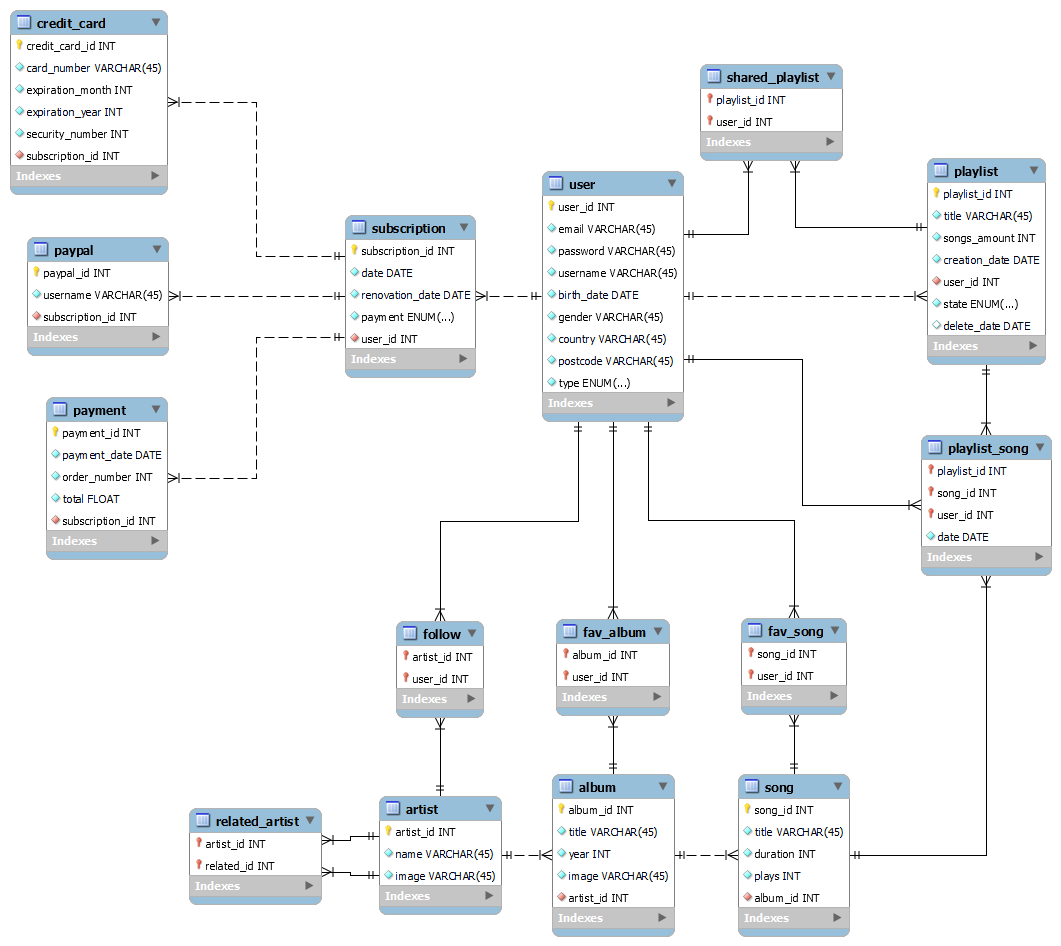 credit_card
credit_card_id INT
card_number VARCHAR(45)
expiration_month INT
expiration_year INT
security_number INT
subscription_id INT
Indexes
paypal
paypal_id INT
username VARCHAR(45)
subscription_id INT
Indexes
payment
payment_id INT
payment_date DATE
order_number INT
total FLOAT
subscription_id INT
Indexes
subscription
subscription_id INT
date DATE
renovation_date DATE
payment ENUM(...)
user_id INT
Indexes
user
user_id INT
email VARCHAR(45)
password VARCHAR(45)
username VARCHAR(45)
birth_date DATE
gender VARCHAR(45)
country VARCHAR(45)
postcode VARCHAR(45)
type ENUM(...)
Indexes
shared_playlist
playlist_id INT
user_id INT
Indexes
playlist
playlist_id INT
title VARCHAR(45)
songs_amount INT
creation_date DATE
user_id INT
state ENUM(...)
delete_date DATE
Indexes
playlist_song
playlist_id INT
song_id INT
user_id INT
date DATE
Indexes
follow
artist_id INT
user_id INT
Indexes
fav_album
album_id INT
user_id INT
Indexes
fav_song
song_id INT
user_id INT
Indexes
related_artist
artist_id INT
related_id INT
Indexes
artist
artist_id INT
name VARCHAR(45)
image VARCHAR(45)
Indexes
album
album_id INT
title VARCHAR(45)
year INT
image VARCHAR(45)
artist_id INT
Indexes
song
song_id INT
title VARCHAR(45)
duration INT
plays INT
album_id INT
Indexes